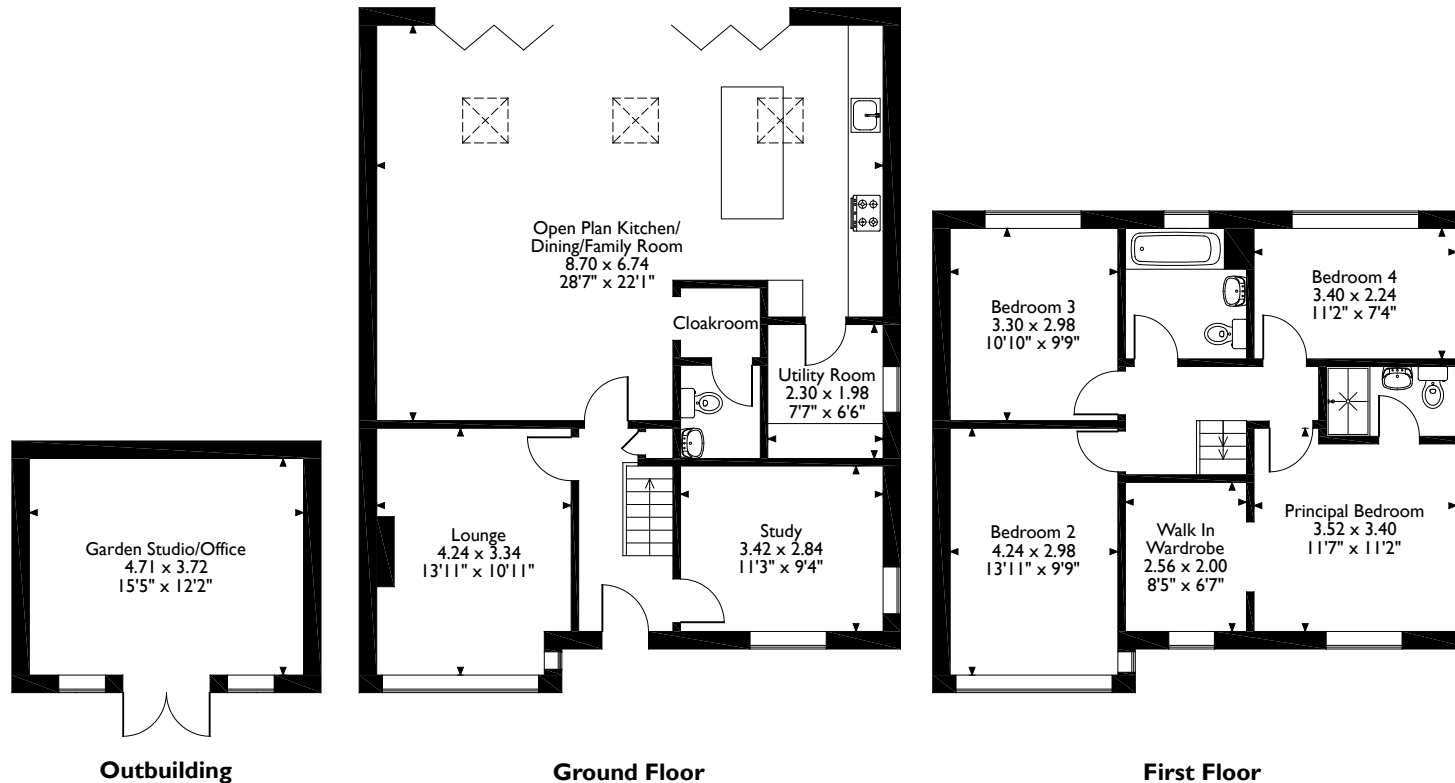 Open Plan Kitchen/
Dining/Family Room
8.70 x 6.74
28'7" x 22'1"
Cloakroom
Utility Room
2.30 x 1.98
7'7" x 6'6"
Lounge
4.24 x 3.34
13'11" x 10'11"
Study
3.42 x 2.84
11'3" x 9'4"
Garden Studio/Office
4.71 x 3.72
15'5" x 12'2"
Bedroom 3
3.30 x 2.98
10'10" x 9'9"
Bedroom 4
3.40 x 2.24
11'2" x 7'4"
Bedroom 2
4.24 x 2.98
13'11" x 9'9"
Walk In
Wardrobe
2.56 x 2.00
8'5" x 6'7"
Principal Bedroom
3.52 x 3.40
11'7" x 11'2"
Outbuilding
Ground Floor
First Floor